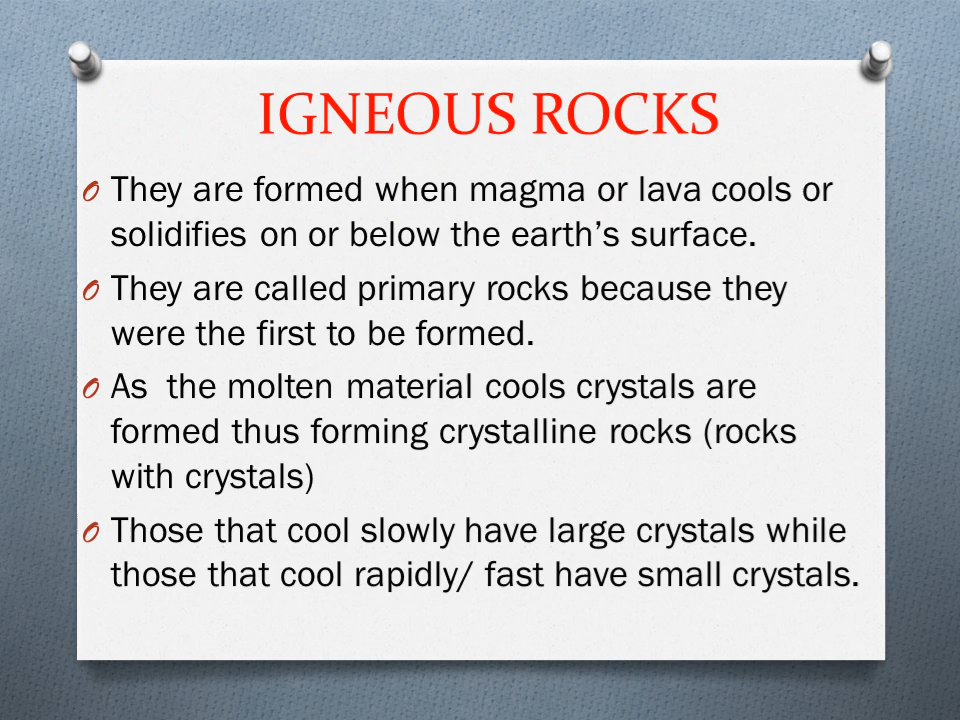 IGNEOUS ROCKS
They are formed when magma or lava cools or
solidifies on or below the earth’s surface.
They are called primary rocks because they
were the first to be formed.
As  the molten material cools crystals are
formed thus forming crystalline rocks (rocks
with crystals)
Those that cool slowly have large crystals while
those that cool rapidly/ fast have small crystals.